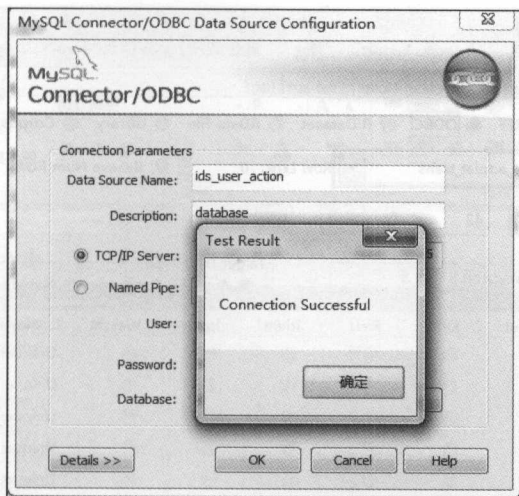 MySQL Connector/ODBC Data Source Configuration
MySQL
Connector/ODBC
Connection Parameters
Data Source Name: ids_user_action
Description: database
Test Result
TCP/IP Server:
Named Pipe:
Connection Successful
User:
Password:
确定
Database:
Details >>
OK
Cancel
Help